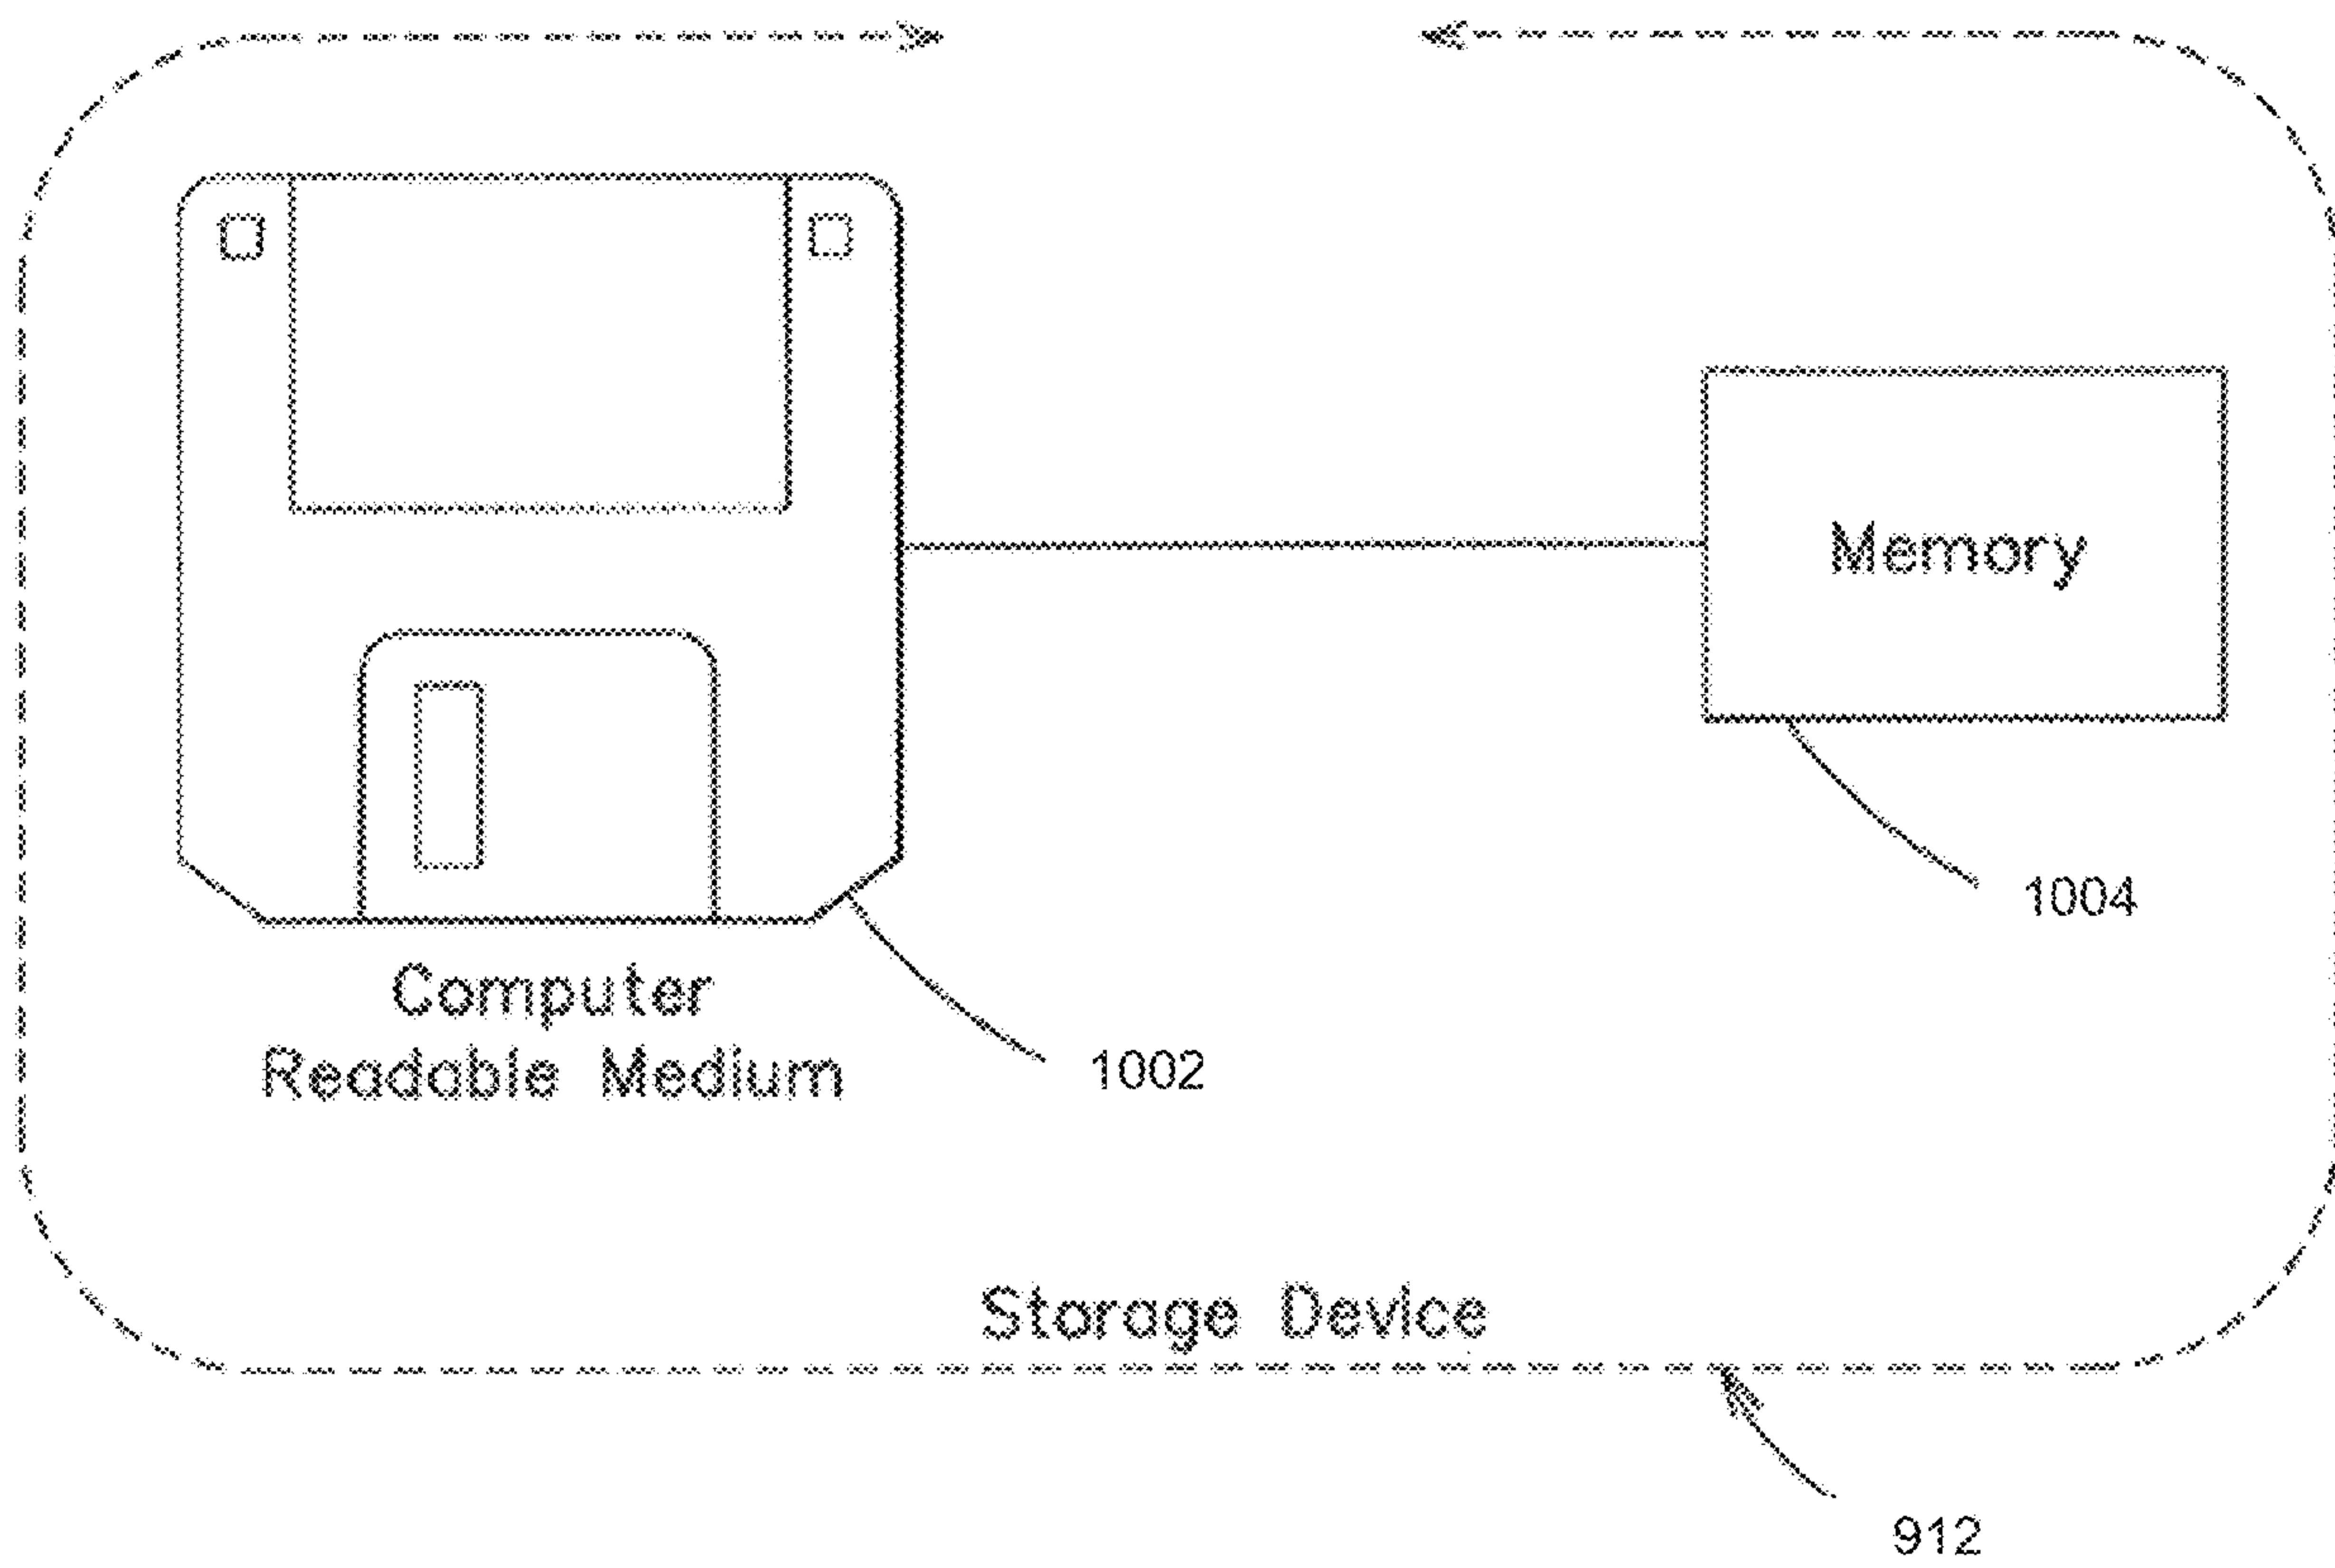 Memory
1004
Computer
Readable Medium
1002
Storage Device
912